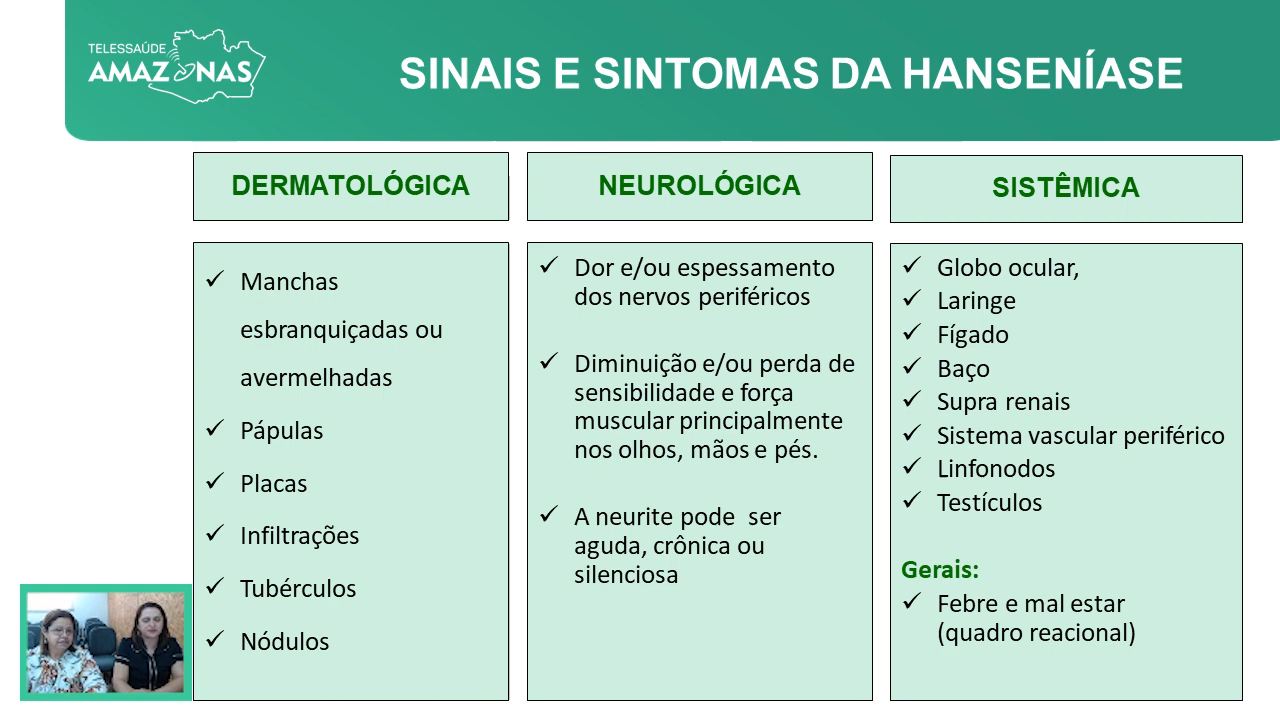 TELESSAÚDE
AMAZONAS
SINAIS E SINTOMAS DA HANSENÍASE
DERMATOLÓGICA
✓ Manchas
esbranquiçadas ou
avermelhadas
✓ Pápulas
✓ Placas
✓ Infiltrações
✓ Tubérculos
✓ Nódulos
NEUROLÓGICA
✓ Dor e/ou espessamento
dos nervos periféricos
✓ Diminuição e/ou perda de
sensibilidade e força
muscular principalmente
nos olhos, mãos e pés.
✓ A neurite pode ser
aguda, crônica ou
silenciosa
SISTÊMICA
✓ Globo ocular,
✓ Laringe
✓ Fígado
✓ Baço
✓ Supra renais
✓ Sistema vascular periférico
✓ Linfonodos
✓ Testículos
Gerais:
✓ Febre e mal estar
(quadro reacional)